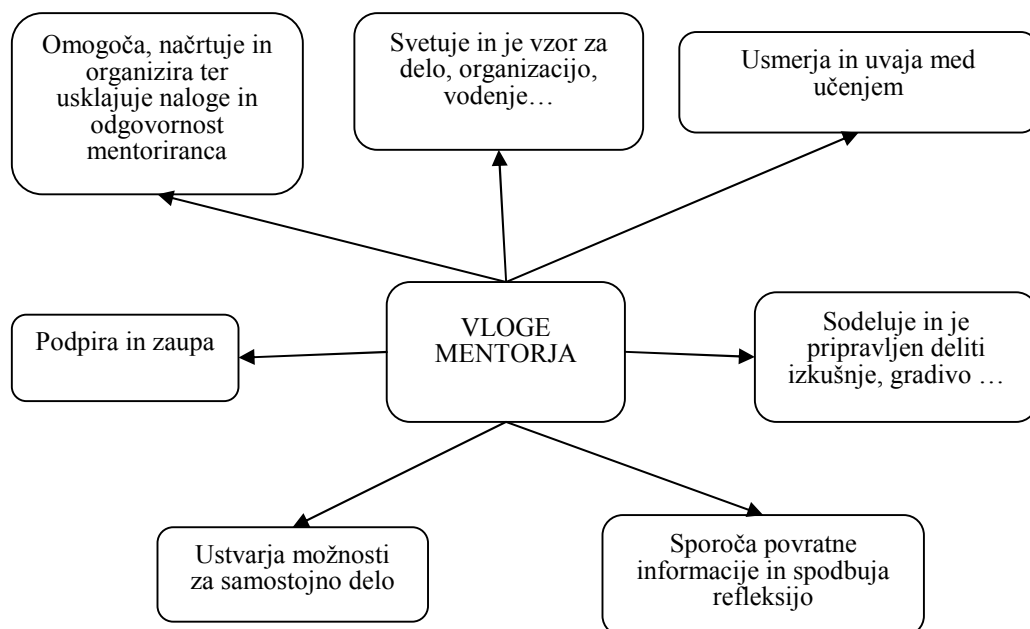 Omogoča, načrtuje in
organizira ter
usklajuje naloge in
odgovornost
mentoriranca
Svetuje in je vzor za
delo, organizacijo,
vodenje…
Usmerja in uvaja med
učenjem
Podpira in zaupa
VLOGE
MENTORJA
Sodeluje in je
pripravljen deliti
izkušnje, gradivo …
Ustvarja možnosti
za samostojno delo
Sporoča povratne
informacije in spodbuja
refleksijo